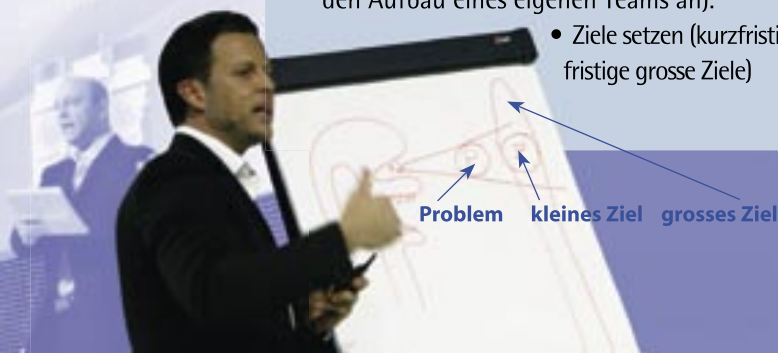 den Aufbau eines eigenen Teams an).
• Ziele setzen (kurzfristi
fristige grosse Ziele)
Problem kleines Ziel grosses Ziel